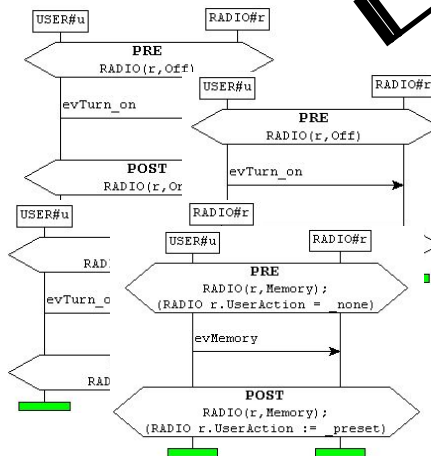 USER#u
RADIO#r
PRE
RADIO(r,Off)
evTurn_on
POST
USER#u
RADIO#r
PRE
RADIO(r,Off)
evTurn_on
USER#u
RADIO#r
evTurn_o
USER#u
RADIO#r
PRE
RADIO(r,Memory);
(RADIO r.UserAction = _none)
evMemory
POST
RADIO(r,Memory);
(RADIO r.UserAction := _preset)